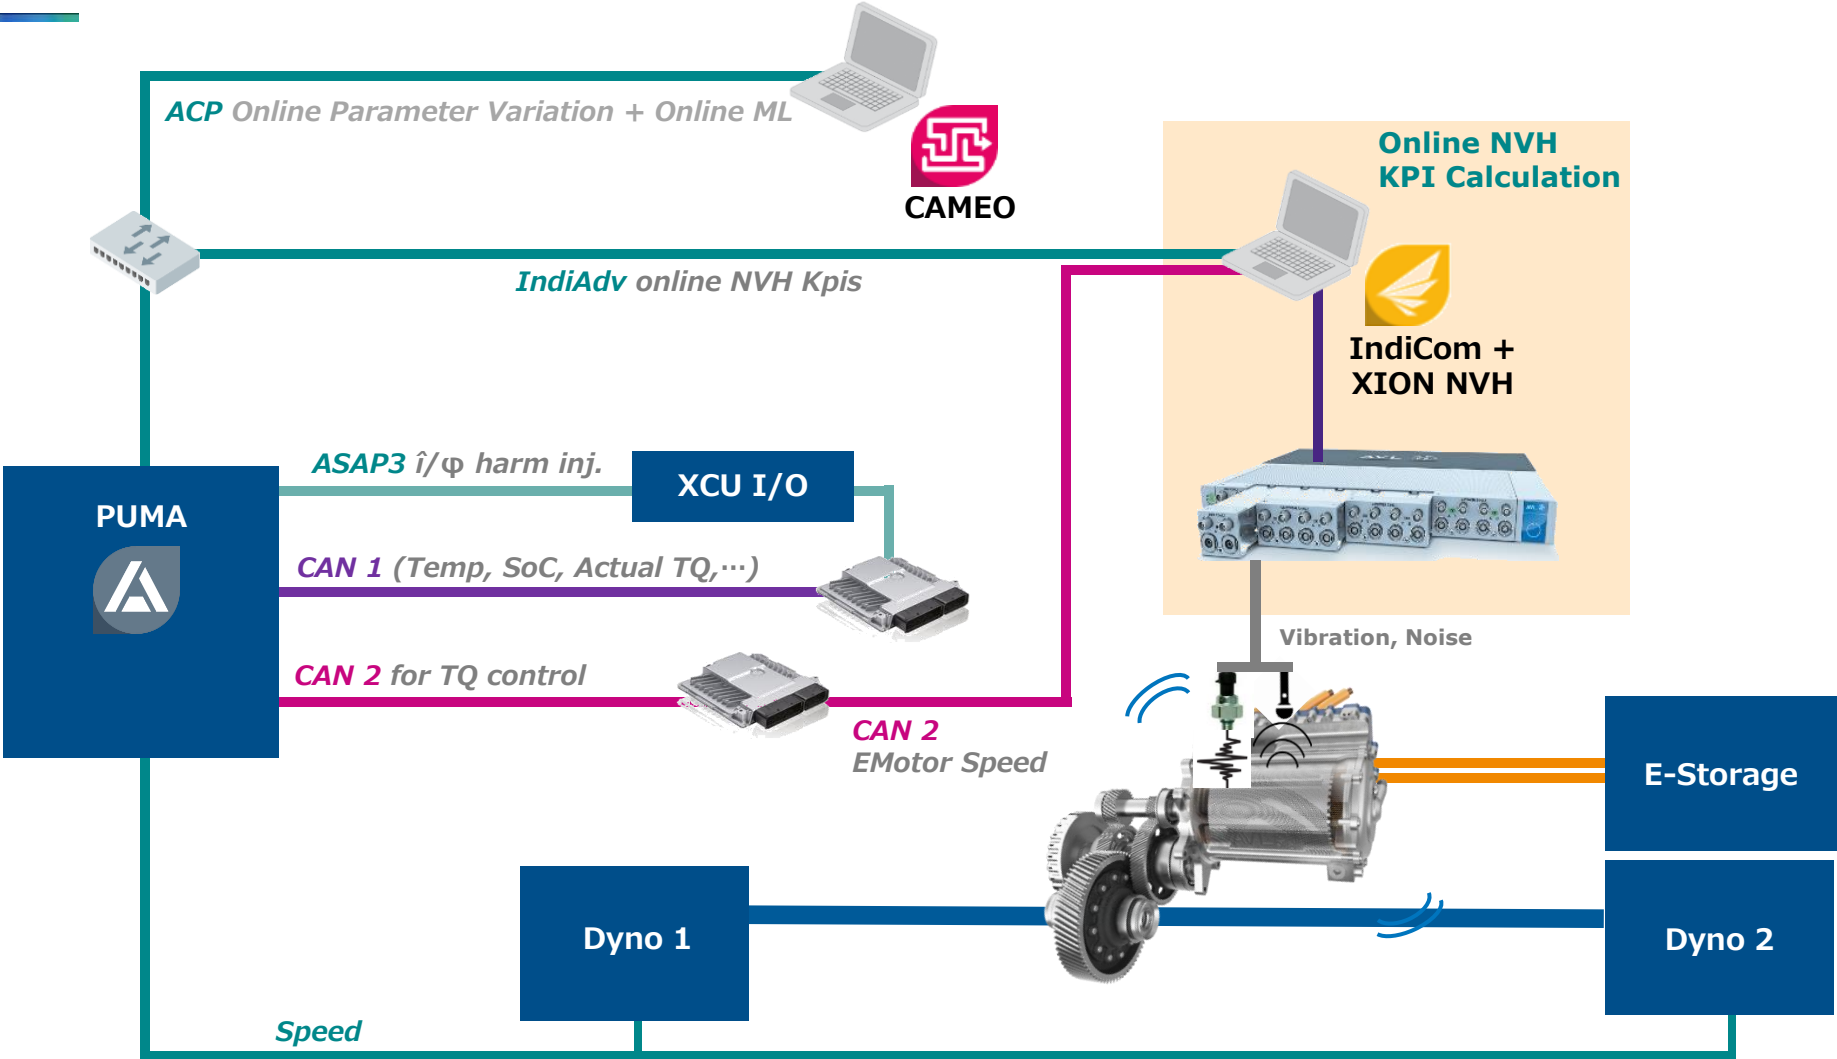 ACP Online Parameter Variation + Online ML
CAMEO
Online NVH
KPI Calculation
IndiAdv online NVH Kpis
IndiCom +
XION NVH
ASAP3 î/φ harm inj.
XCU I/O
PUMA
CAN 1 (Temp, SoC, Actual TQ,…)
Vibration, Noise
CAN 2 for TQ control
CAN 2
EMotor Speed
E-Storage
Dyno 1
Dyno 2
Speed